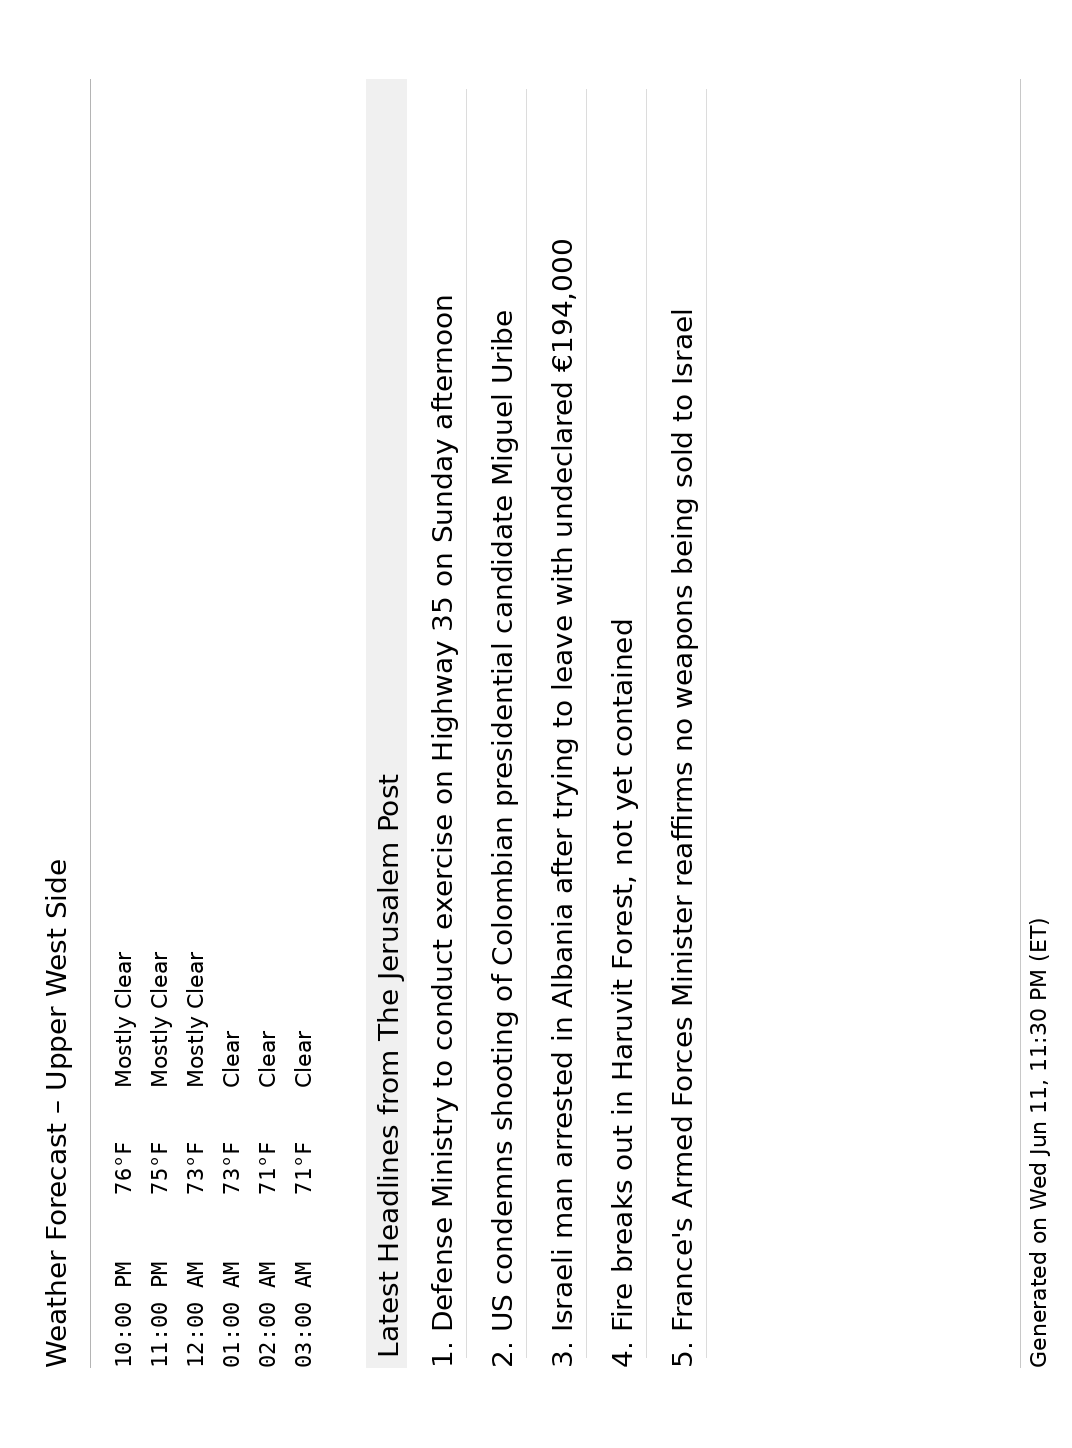 Weather Forecast – Upper West Side
10:00 PM 76°F Mostly Clear
11:00 PM 75°F Mostly Clear
12:00 AM 73°F Mostly Clear
01:00 AM 73°F Clear
02:00 AM 71°F Clear
03:00 AM 71°F Clear
Latest Headlines from The Jerusalem Post
1. Defense Ministry to conduct exercise on Highway 35 on Sunday afternoon
2. US condemns shooting of Colombian presidential candidate Miguel Uribe
3. Israeli man arrested in Albania after trying to leave with undeclared €194,000
4. Fire breaks out in Haruvit Forest, not yet contained
5. France's Armed Forces Minister reaffirms no weapons being sold to Israel
Generated on Wed Jun 11, 11:30 PM (ET)